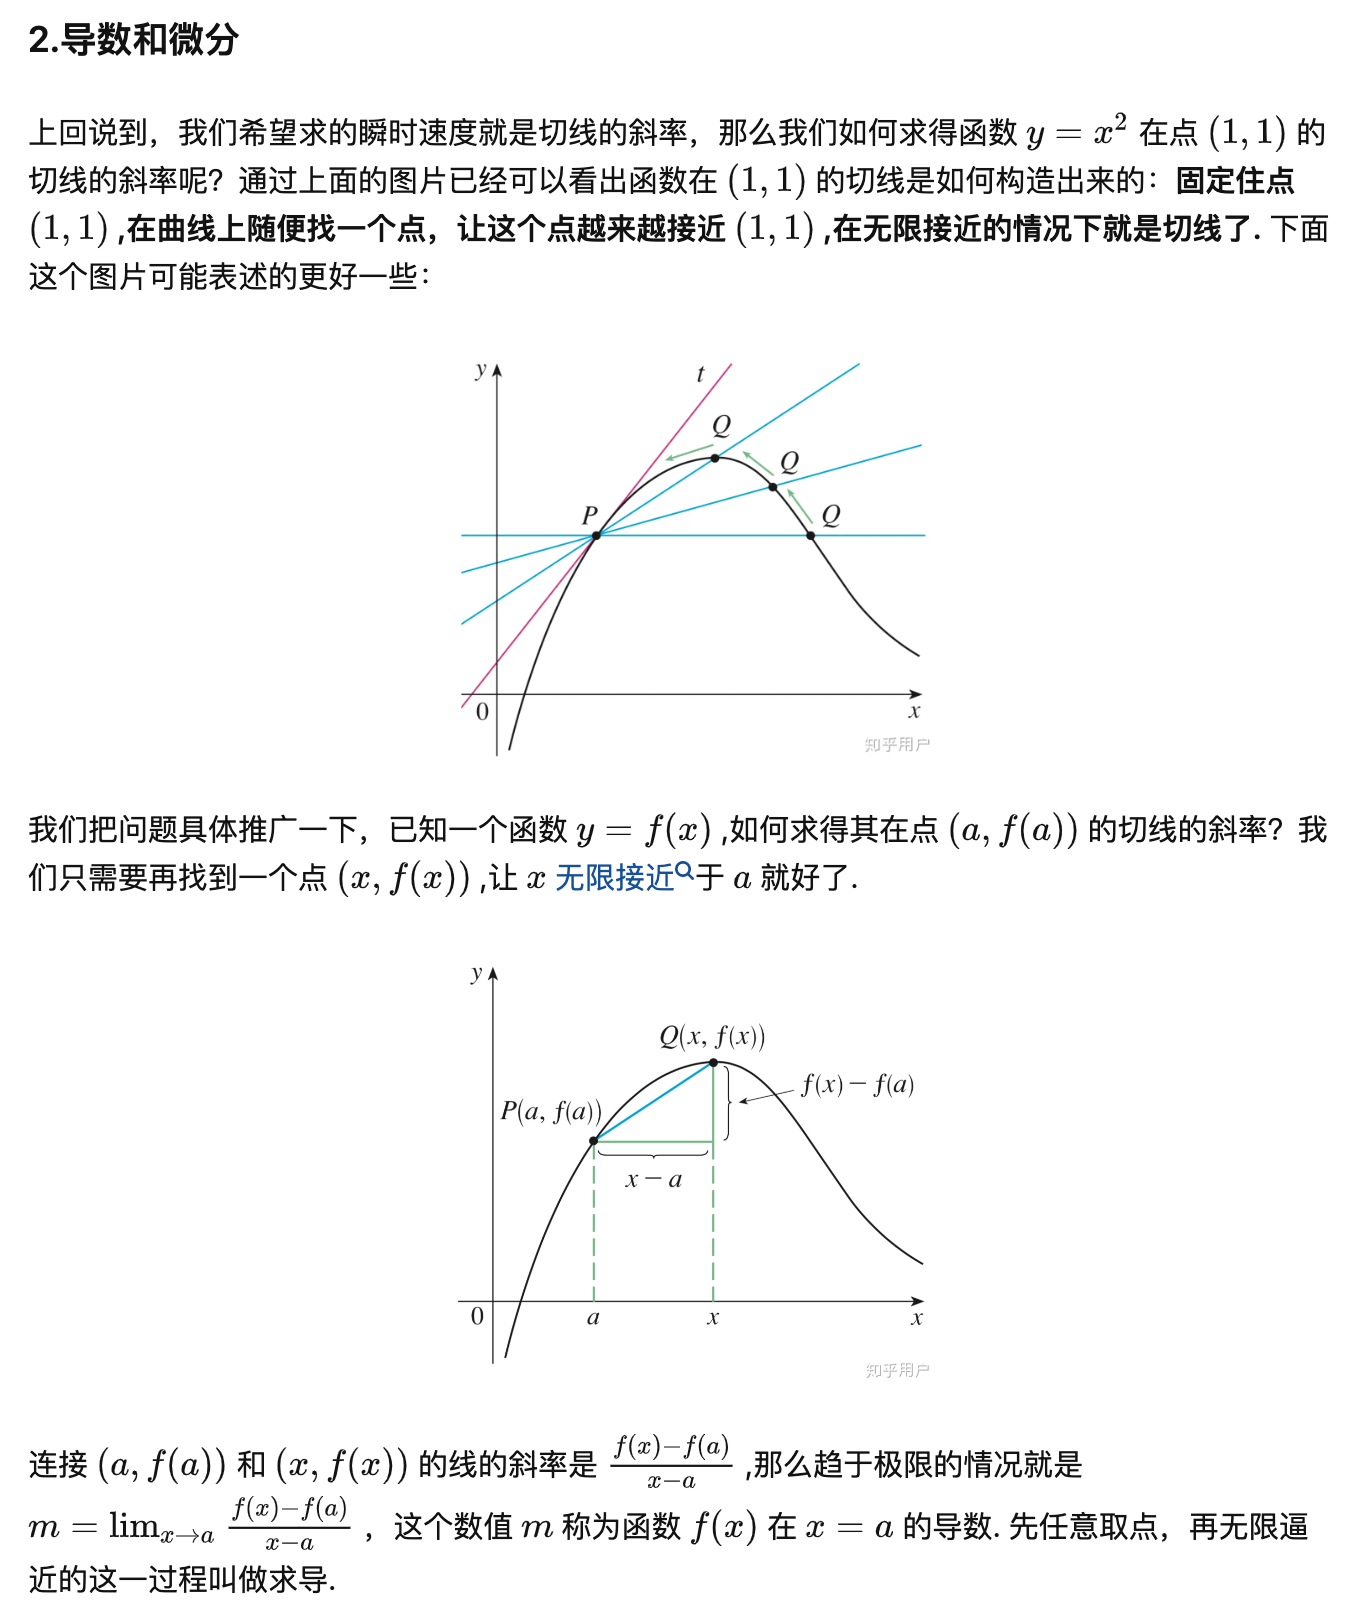 2.导数和微分
上回说到，我们希望求的瞬时速度就是切线的斜率，那么我们如何求得函数 y = x² 在点 (1,1) 的
切线的斜率呢？通过上面的图片已经可以看出函数在 (1,1) 的切线是如何构造出来的：固定住点
(1,1) ,在曲线上随便找一个点，让这个点越来越接近 (1,1) ,在无限接近的情况下就是切线了. 下面
这个图片可能表述的更好一些：
y
t
Q
Q
P
Q
0
x
知乎用户
我们把问题具体推广一下，已知一个函数 y = f(x) ,如何求得其在点 (a, f(a)) 的切线的斜率？我
们只需要再找到一个点 (x, f(x)) ,让 x 无限接近于 a 就好了.
y
Q(x, f(x))
f(x) − f(a)
P(a, f(a))
x − a
0
a
x
x
知乎用户
连接 (a, f(a)) 和 (x, f(x)) 的线的斜率是 \frac{f(x)−f(a)}{x−a} ,那么趋于极限的情况就是
m = lim_{x→a} \frac{f(x)−f(a)}{x−a} ，这个数值 m 称为函数 f(x) 在 x = a 的导数. 先任意取点，再无限逼
近的这一过程叫做求导.